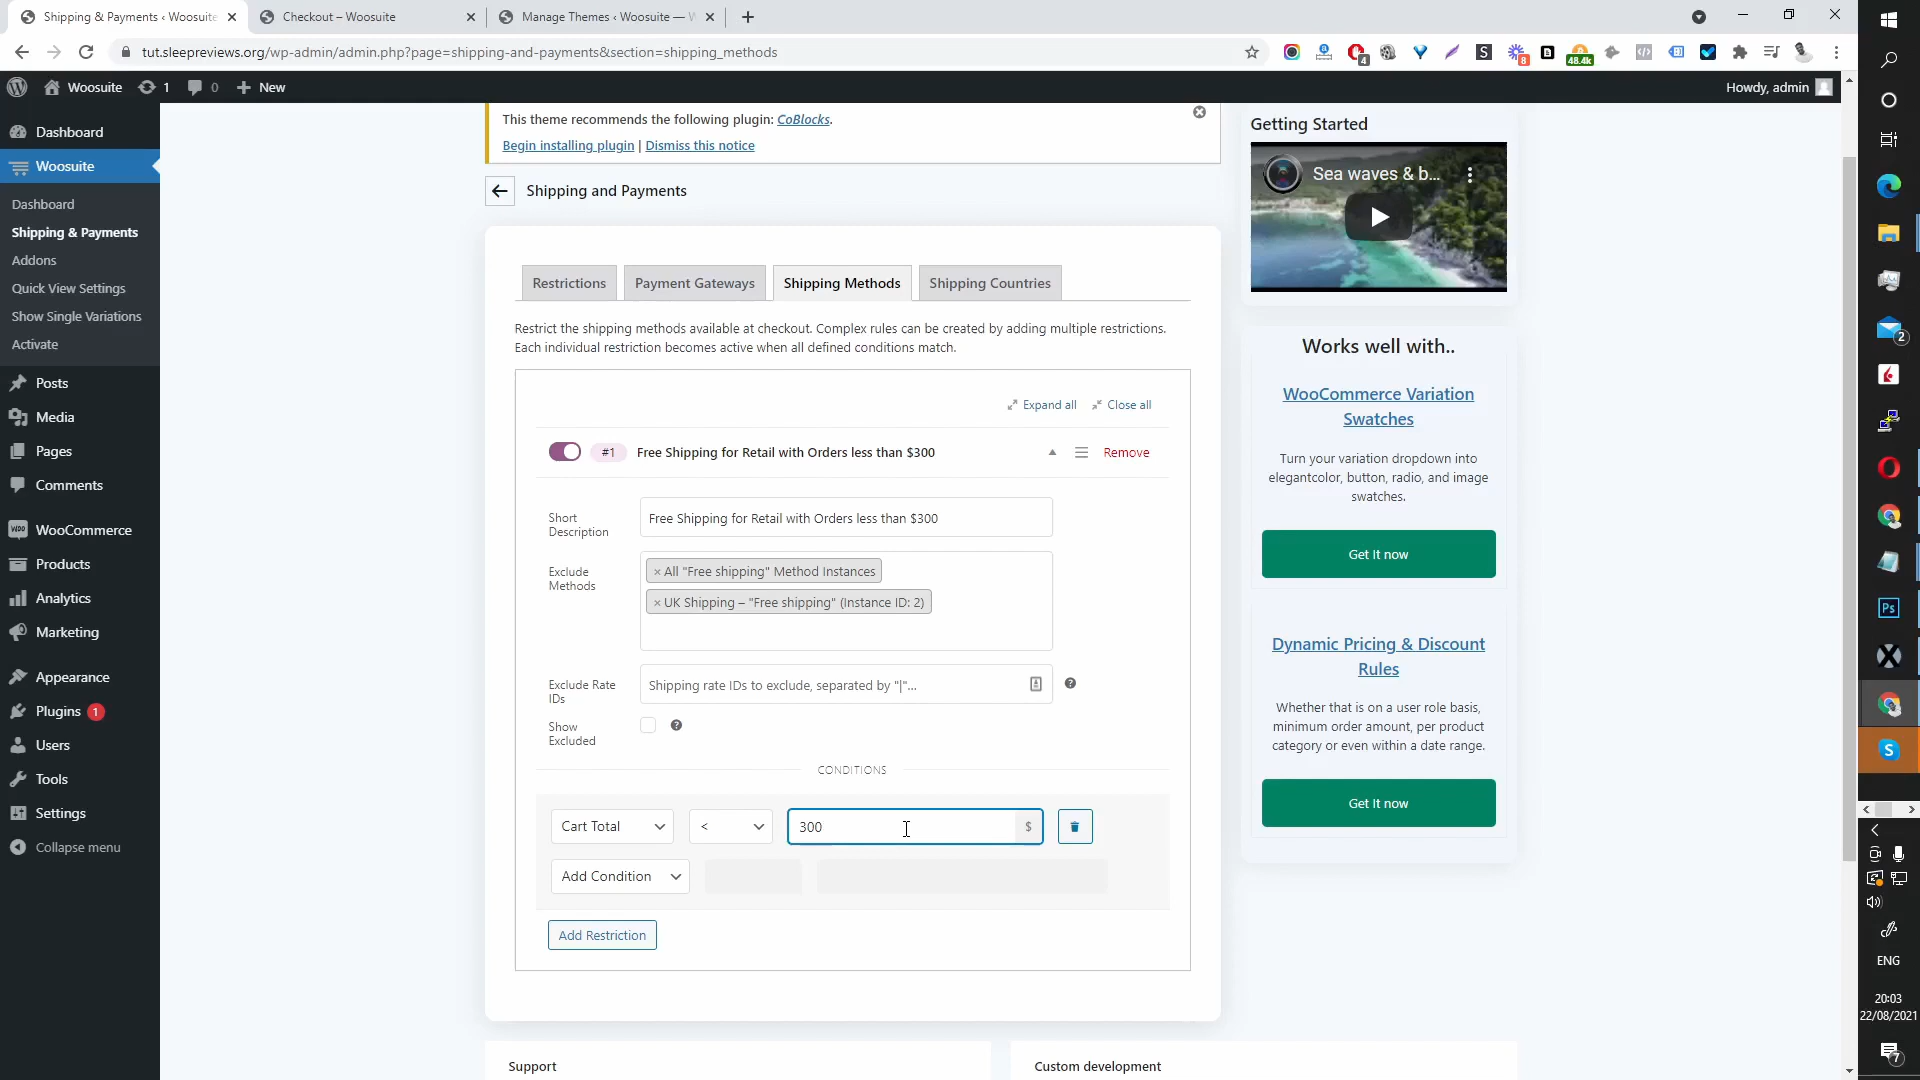 Shipping & Payments ‹ Woosuite
Checkout – Woosuite
Manage Themes ‹ Woosuite —
tut.sleepreviews.org/wp-admin/admin.php?page=shipping-and-payments&section=shipping_methods
4
8
48.4k
Woosuite
1
0
New
Howdy, admin
Dashboard
Woosuite
Dashboard
Shipping & Payments
Addons
Quick View Settings
Show Single Variations
Activate
Posts
Media
Pages
Comments
WooCommerce
Products
Analytics
Marketing
Appearance
Plugins 1
Users
Tools
Settings
Collapse menu
This theme recommends the following plugin: CoBlocks.
Begin installing plugin | Dismiss this notice
Shipping and Payments
Restrictions
Payment Gateways
Shipping Methods
Shipping Countries
Restrict the shipping methods available at checkout. Complex rules can be created by adding multiple restrictions.
Each individual restriction becomes active when all defined conditions match.
Expand all
Close all
#1
Free Shipping for Retail with Orders less than $300
Remove
Short
Description
Free Shipping for Retail with Orders less than $300
Exclude
Methods
× All "Free shipping" Method Instances
× UK Shipping – "Free shipping" (Instance ID: 2)
Exclude Rate
IDs
Shipping rate IDs to exclude, separated by "|"...
Show
Excluded
CONDITIONS
Cart Total
<
300
$
Add Condition
Add Restriction
Support
Custom development
Getting Started
Sea waves & b...
Works well with..
WooCommerce Variation
Swatches
Turn your variation dropdown into
elegantcolor, button, radio, and image
swatches.
Get It now
Dynamic Pricing & Discount
Rules
Whether that is on a user role basis,
minimum order amount, per product
category or even within a date range.
Get It now
2
Ps
S
ENG
20:03
22/08/2021
7